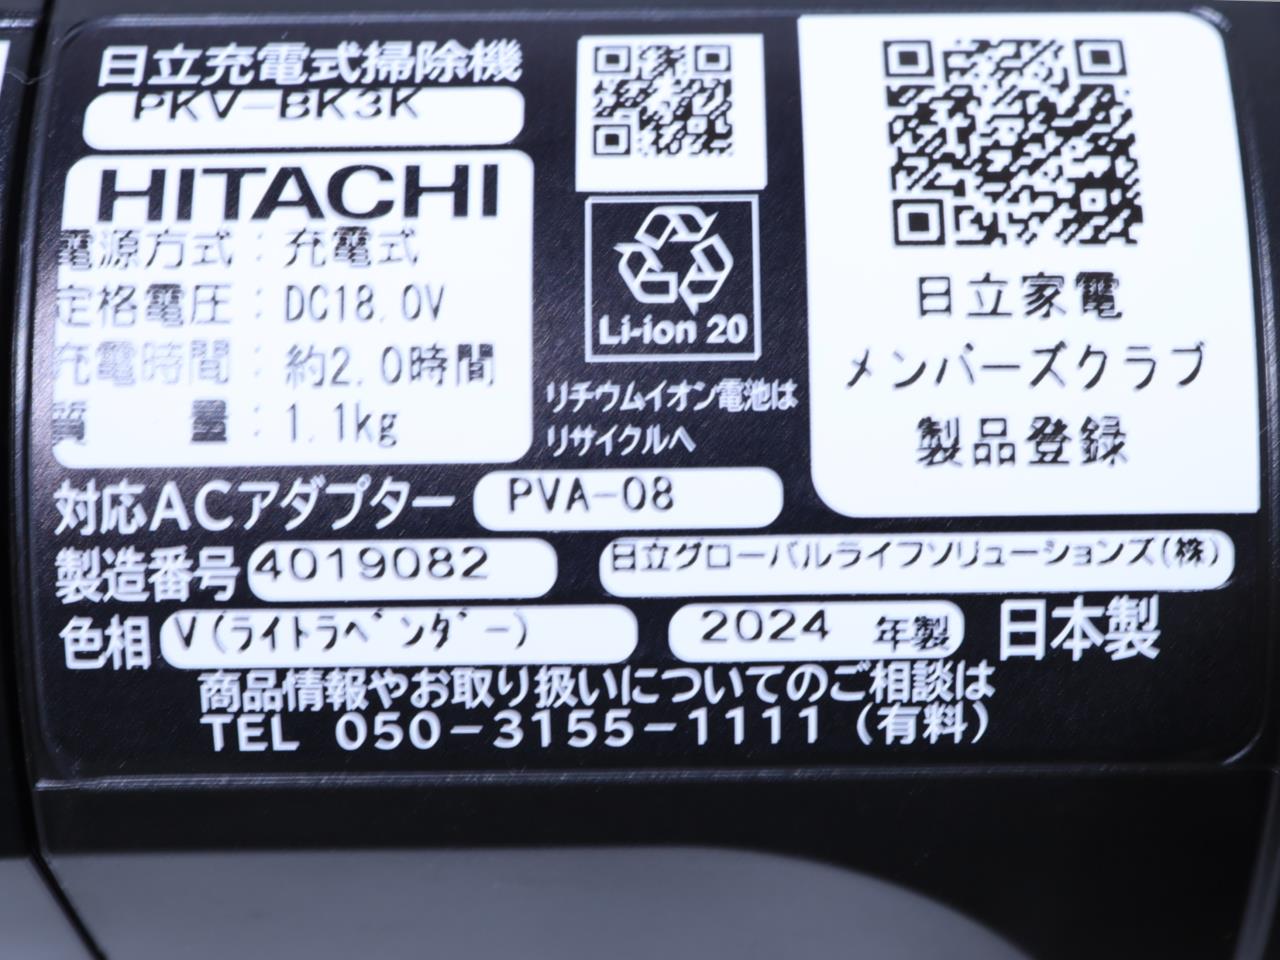 日立充電式掃除機
PKV-BK3K
HITACHI
電源方式：充電式
定格電圧：DC18.0V
充電時間：約2.0時間
質　量：1.1kg
Li-ion 20
リチウムイオン電池は
リサイクルへ
日立家電
メンバーズクラブ
製品登録
対応ACアダプター PVA-08
製造番号 4019082 日立グローバルライフソリューションズ(株)
色相 V(ライトラベンダー) 2024 年製 日本製
商品情報やお取り扱いについてのご相談は
TEL 050-3155-1111（有料）